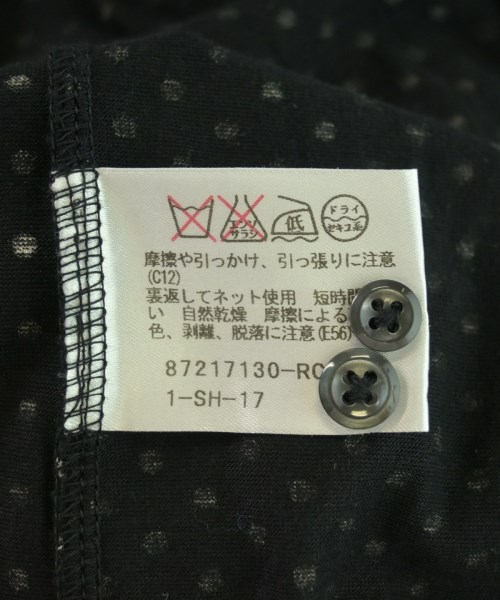 エンソ
サラシ
低
ドライ
セキユ系
摩擦や引っかけ、引っ張りに注意
(C12)
裏返してネット使用 短時間
い 自然乾燥 摩擦による
色、剥離、脱落に注意(E56)
87217130-RC
1-SH-17